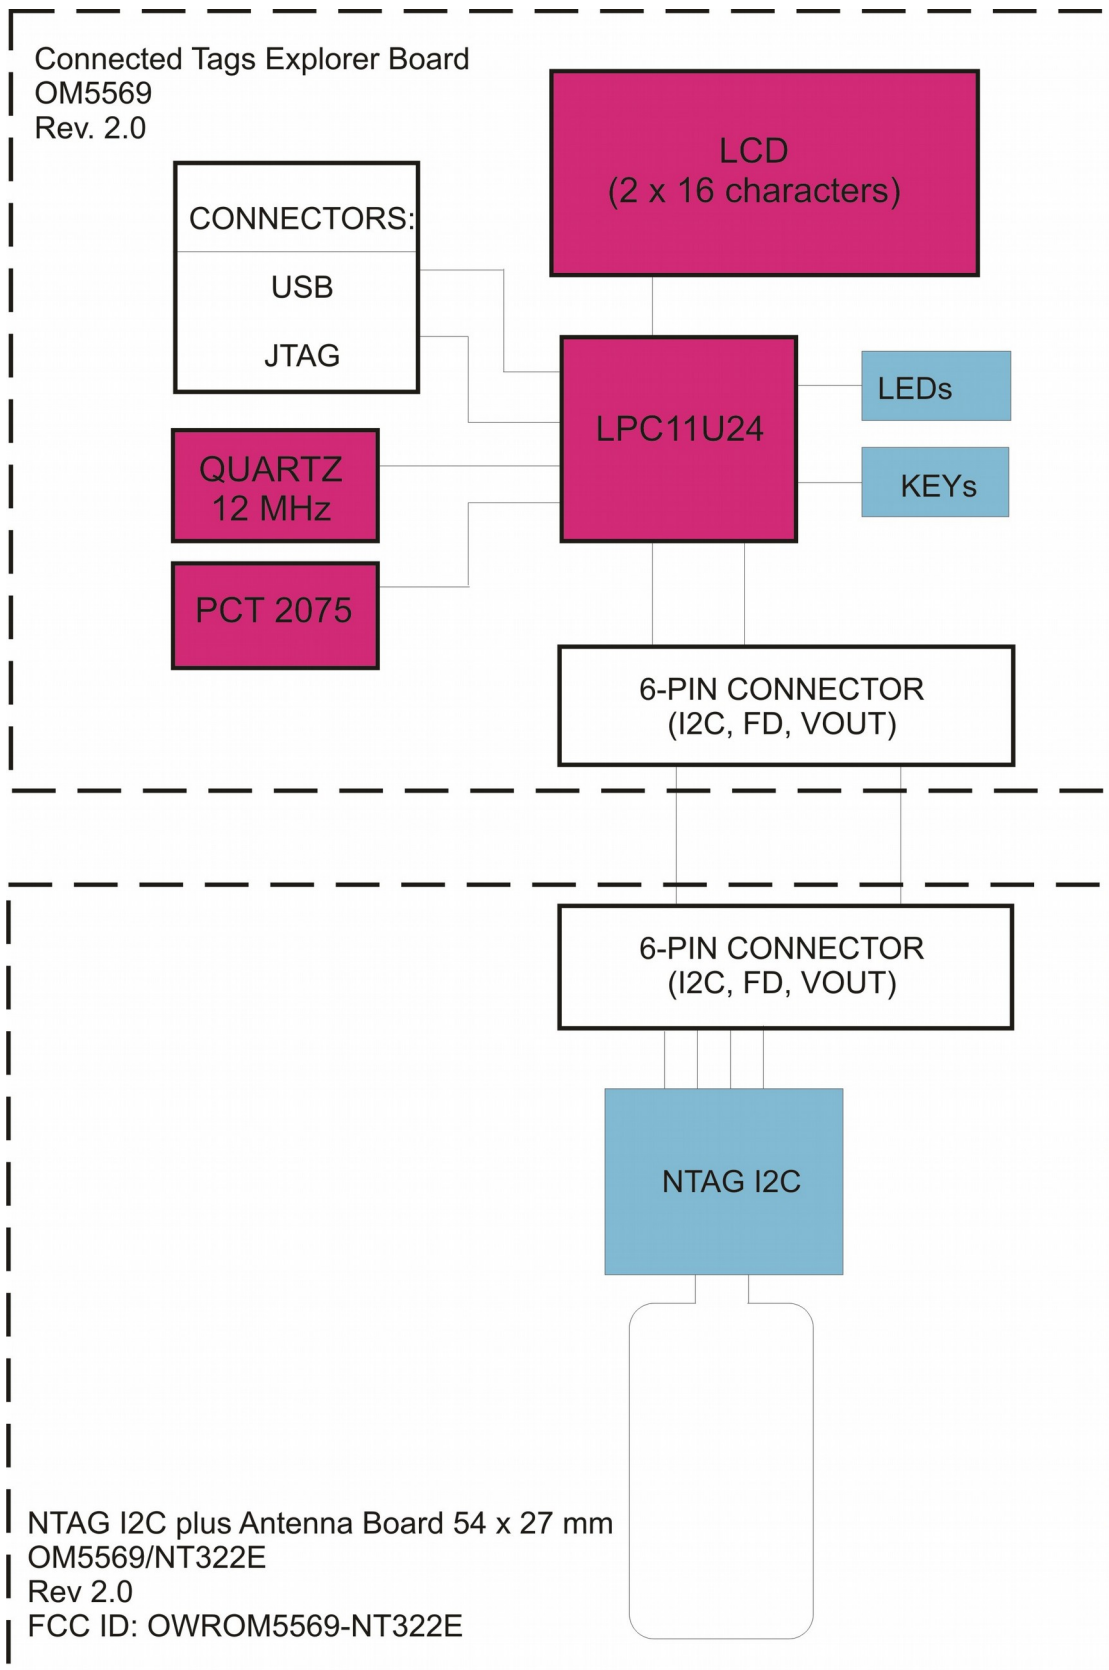 Connected Tags Explorer Board
OM5569
Rev. 2.0
LCD
(2 x 16 characters)
CONNECTORS:
USB
JTAG
LPC11U24
LEDs
KEYs
QUARTZ
12 MHz
PCT 2075
6-PIN CONNECTOR
(I2C, FD, VOUT)
6-PIN CONNECTOR
(I2C, FD, VOUT)
NTAG I2C
NTAG I2C plus Antenna Board 54 x 27 mm
OM5569/NT322E
Rev 2.0
FCC ID: OWROM5569-NT322E